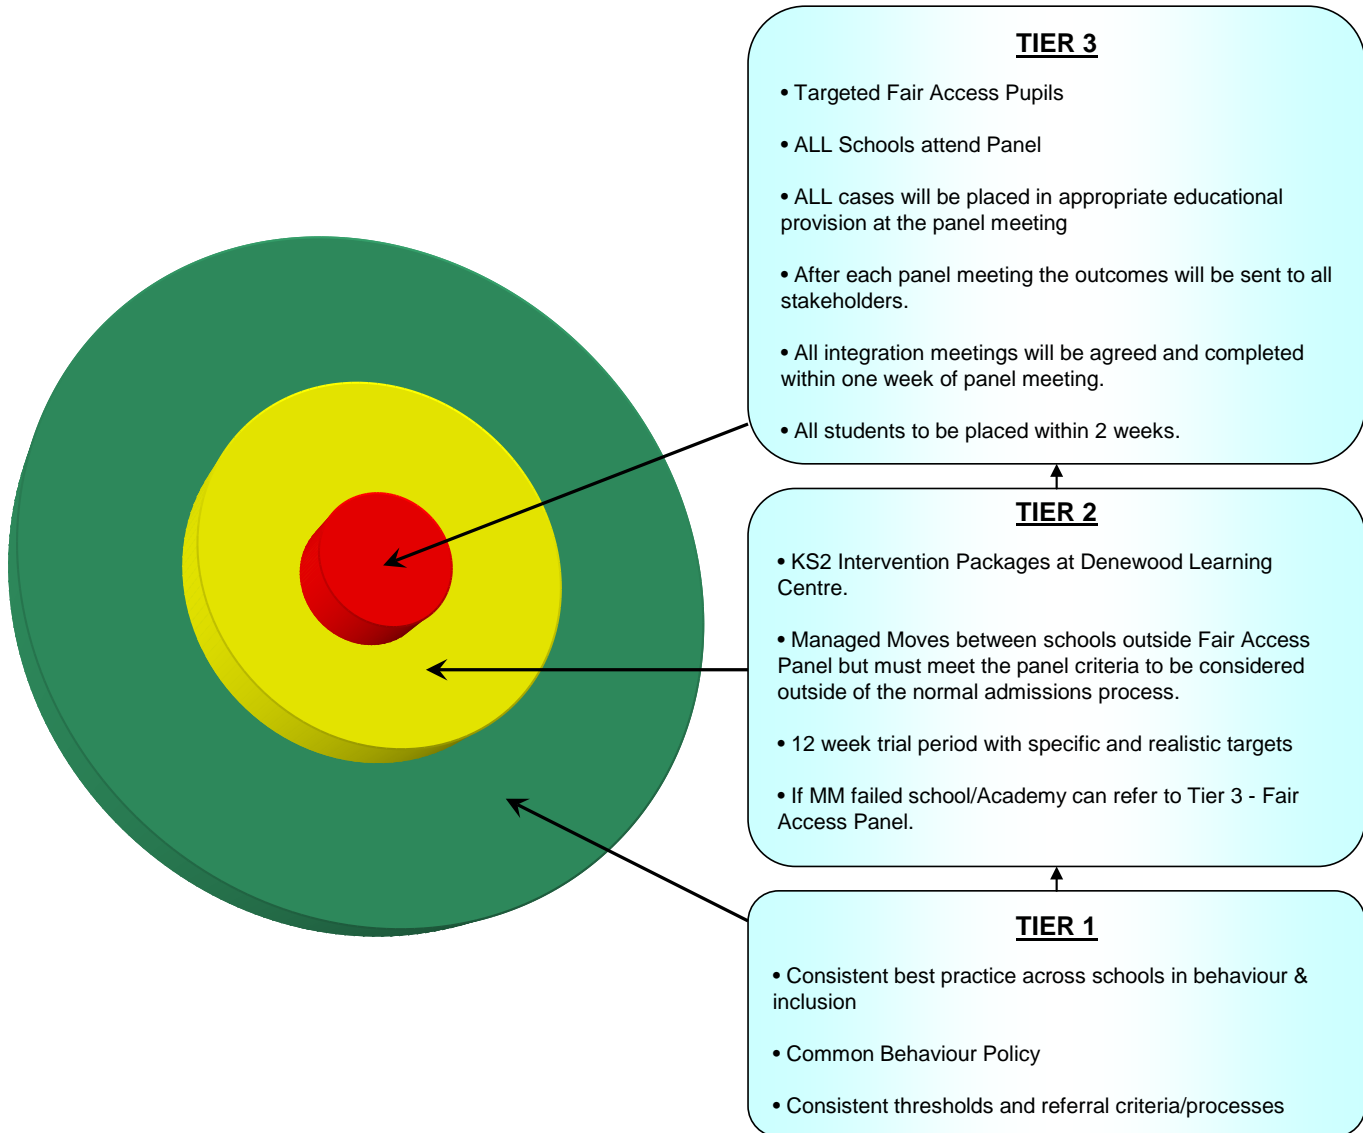 TIER 3
• Targeted Fair Access Pupils
• ALL Schools attend Panel
• ALL cases will be placed in appropriate educational
provision at the panel meeting
• After each panel meeting the outcomes will be sent to all
stakeholders.
• All integration meetings will be agreed and completed
within one week of panel meeting.
• All students to be placed within 2 weeks.
TIER 2
• KS2 Intervention Packages at Denewood Learning
Centre.
• Managed Moves between schools outside Fair Access
Panel but must meet the panel criteria to be considered
outside of the normal admissions process.
• 12 week trial period with specific and realistic targets
• If MM failed school/Academy can refer to Tier 3 - Fair
Access Panel.
TIER 1
• Consistent best practice across schools in behaviour &
inclusion
• Common Behaviour Policy
• Consistent thresholds and referral criteria/processes